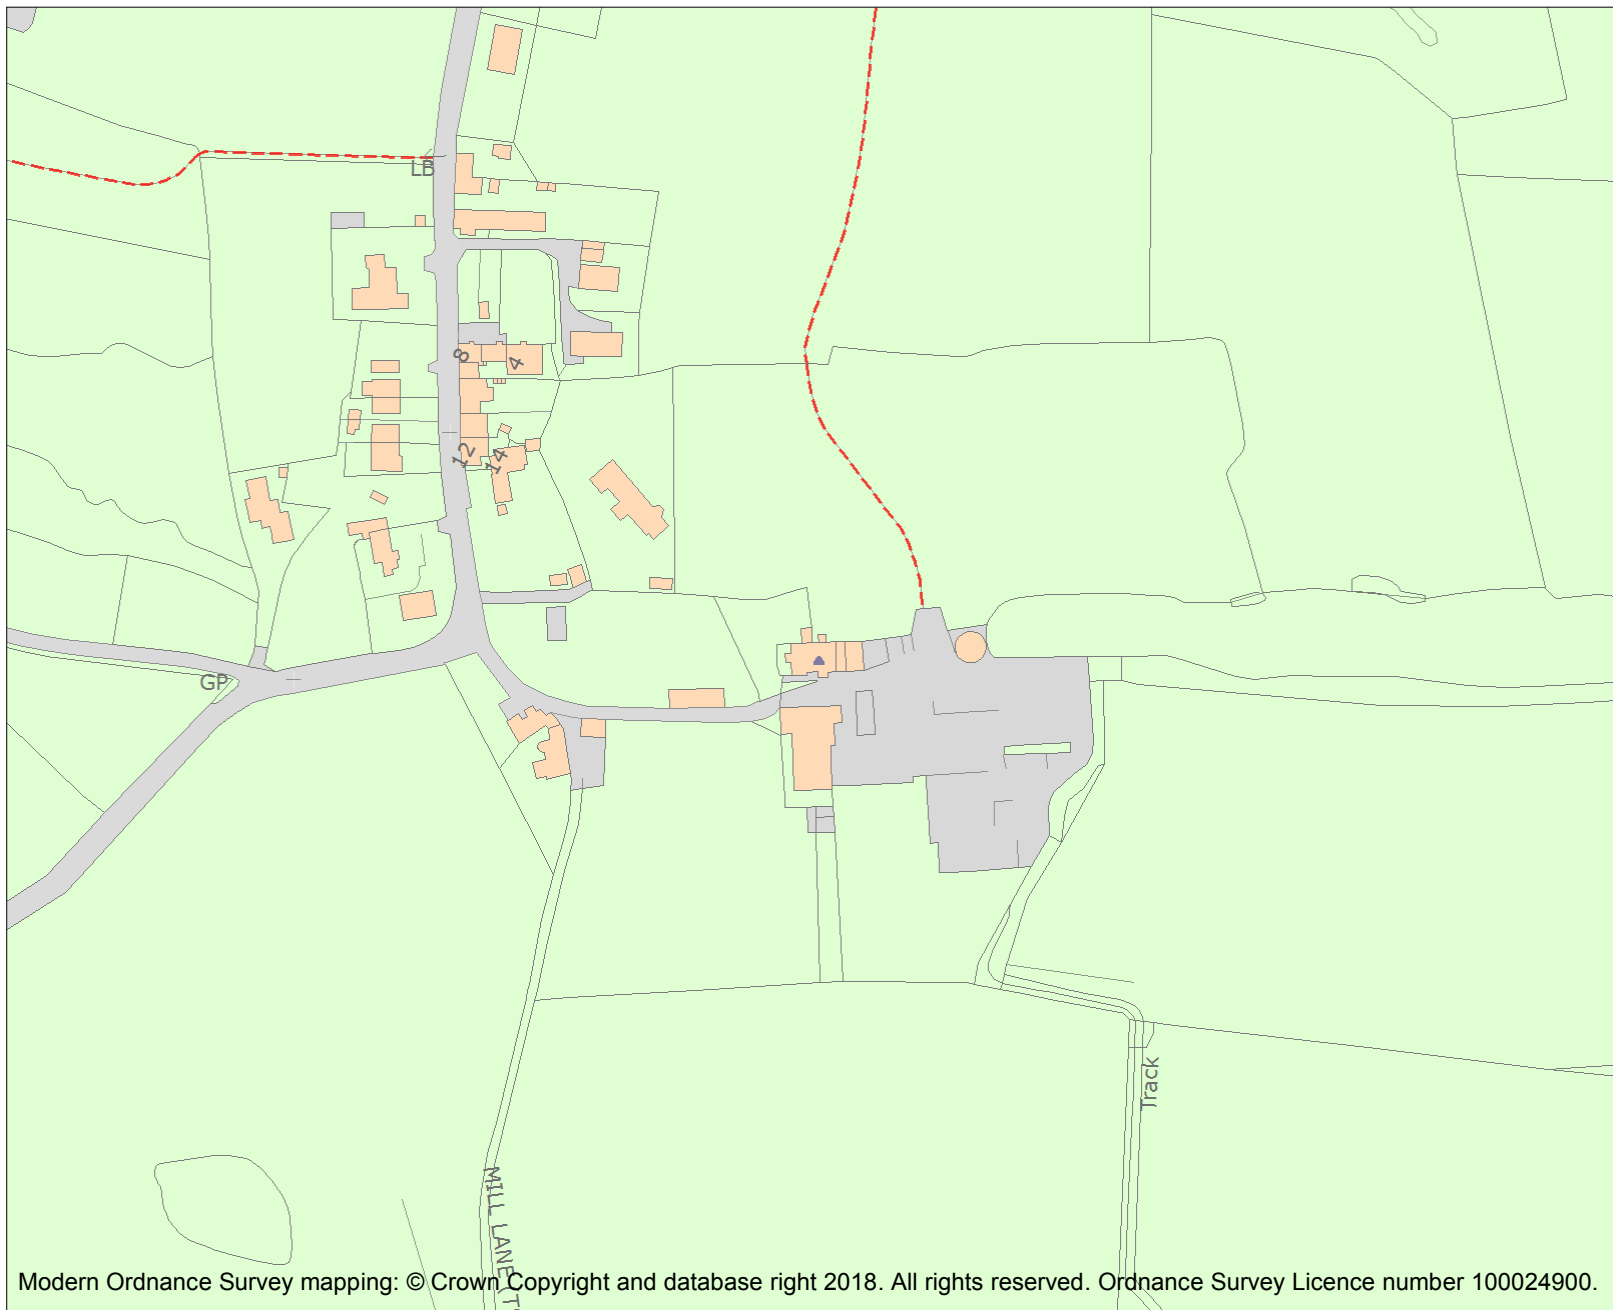 LB
8
4
12
14
GP
Track
MILL LANE (T
Modern Ordnance Survey mapping: © Crown Copyright and database right 2018. All rights reserved. Ordnance Survey Licence number 100024900.